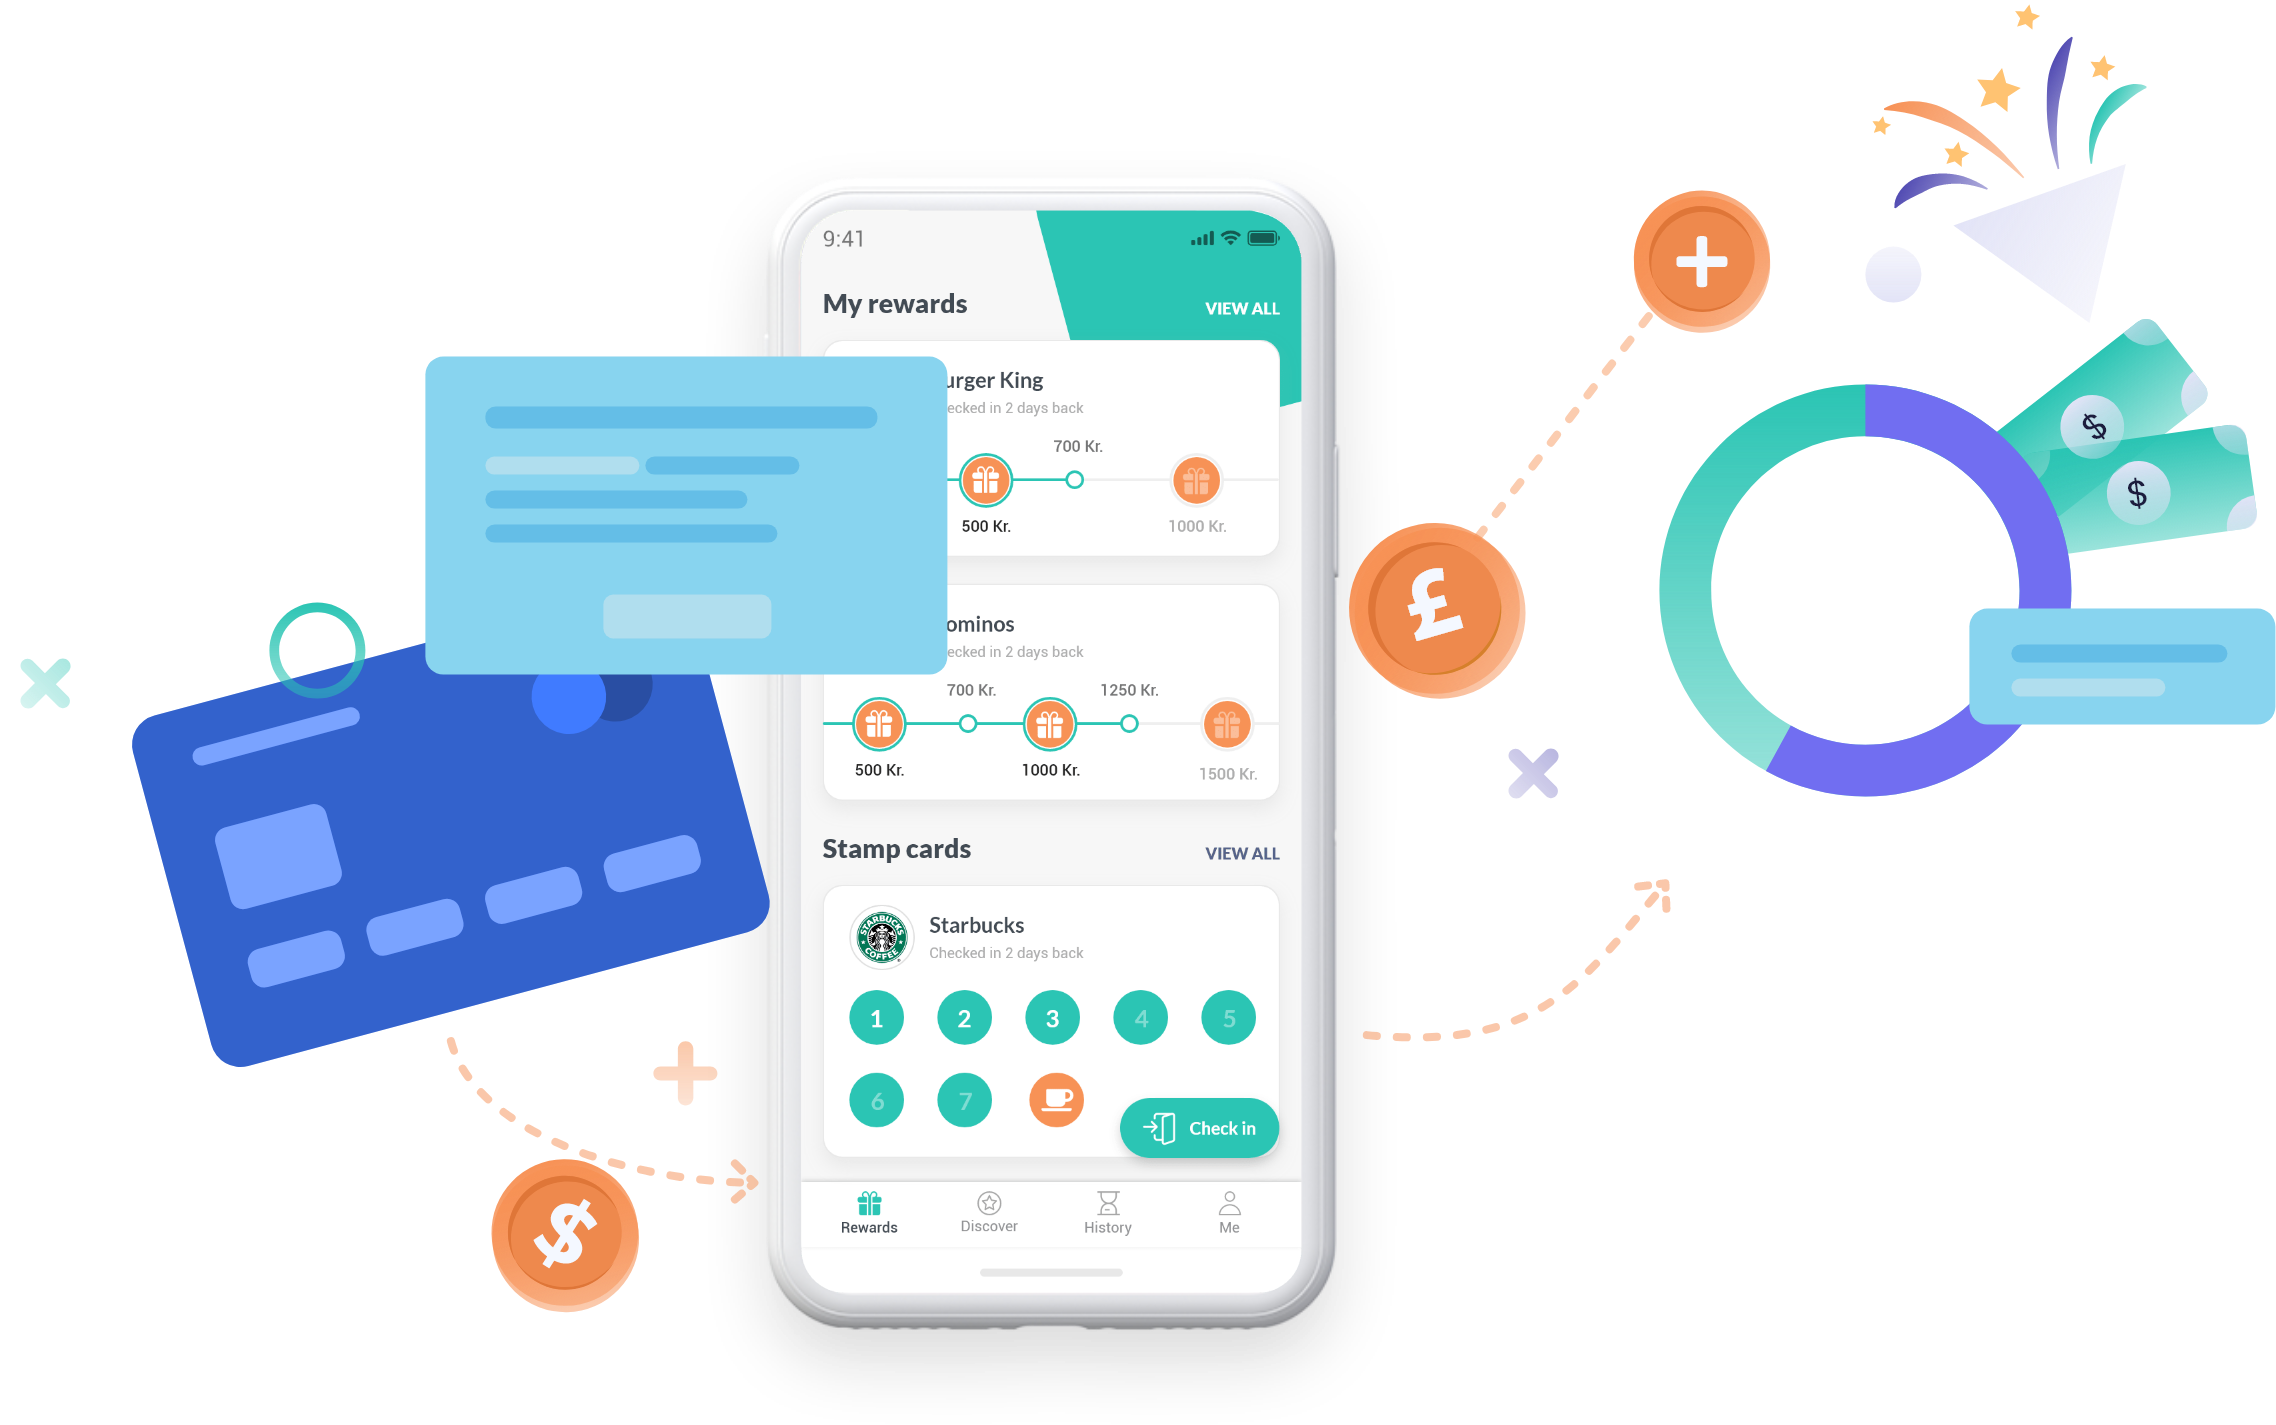 9:41
My rewards
VIEW ALL
urger King
ecked in 2 days back
700 Kr.
500 Kr.
1000 Kr.
ominos
ecked in 2 days back
700 Kr.
1250 Kr.
500 Kr.
1000 Kr.
1500 Kr.
Stamp cards
VIEW ALL
STARBUCKS
COFFEE
Starbucks
Checked in 2 days back
1 2 3 4 5
6 7
Check in
Rewards Discover History Me
$
£
$
$